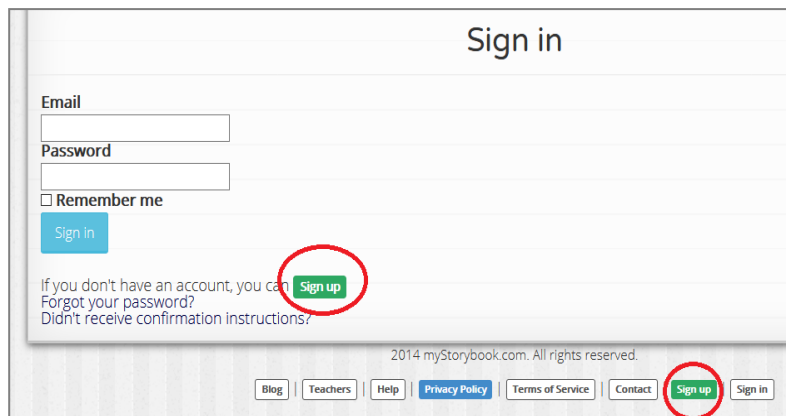 Sign in
Email
Password
Remember me
Sign in
If you don't have an account, you can Sign up
Forgot your password?
Didn't receive confirmation instructions?
2014 myStorybook.com. All rights reserved.
Blog | Teachers | Help | Privacy Policy | Terms of Service | Contact | Sign up | Sign in